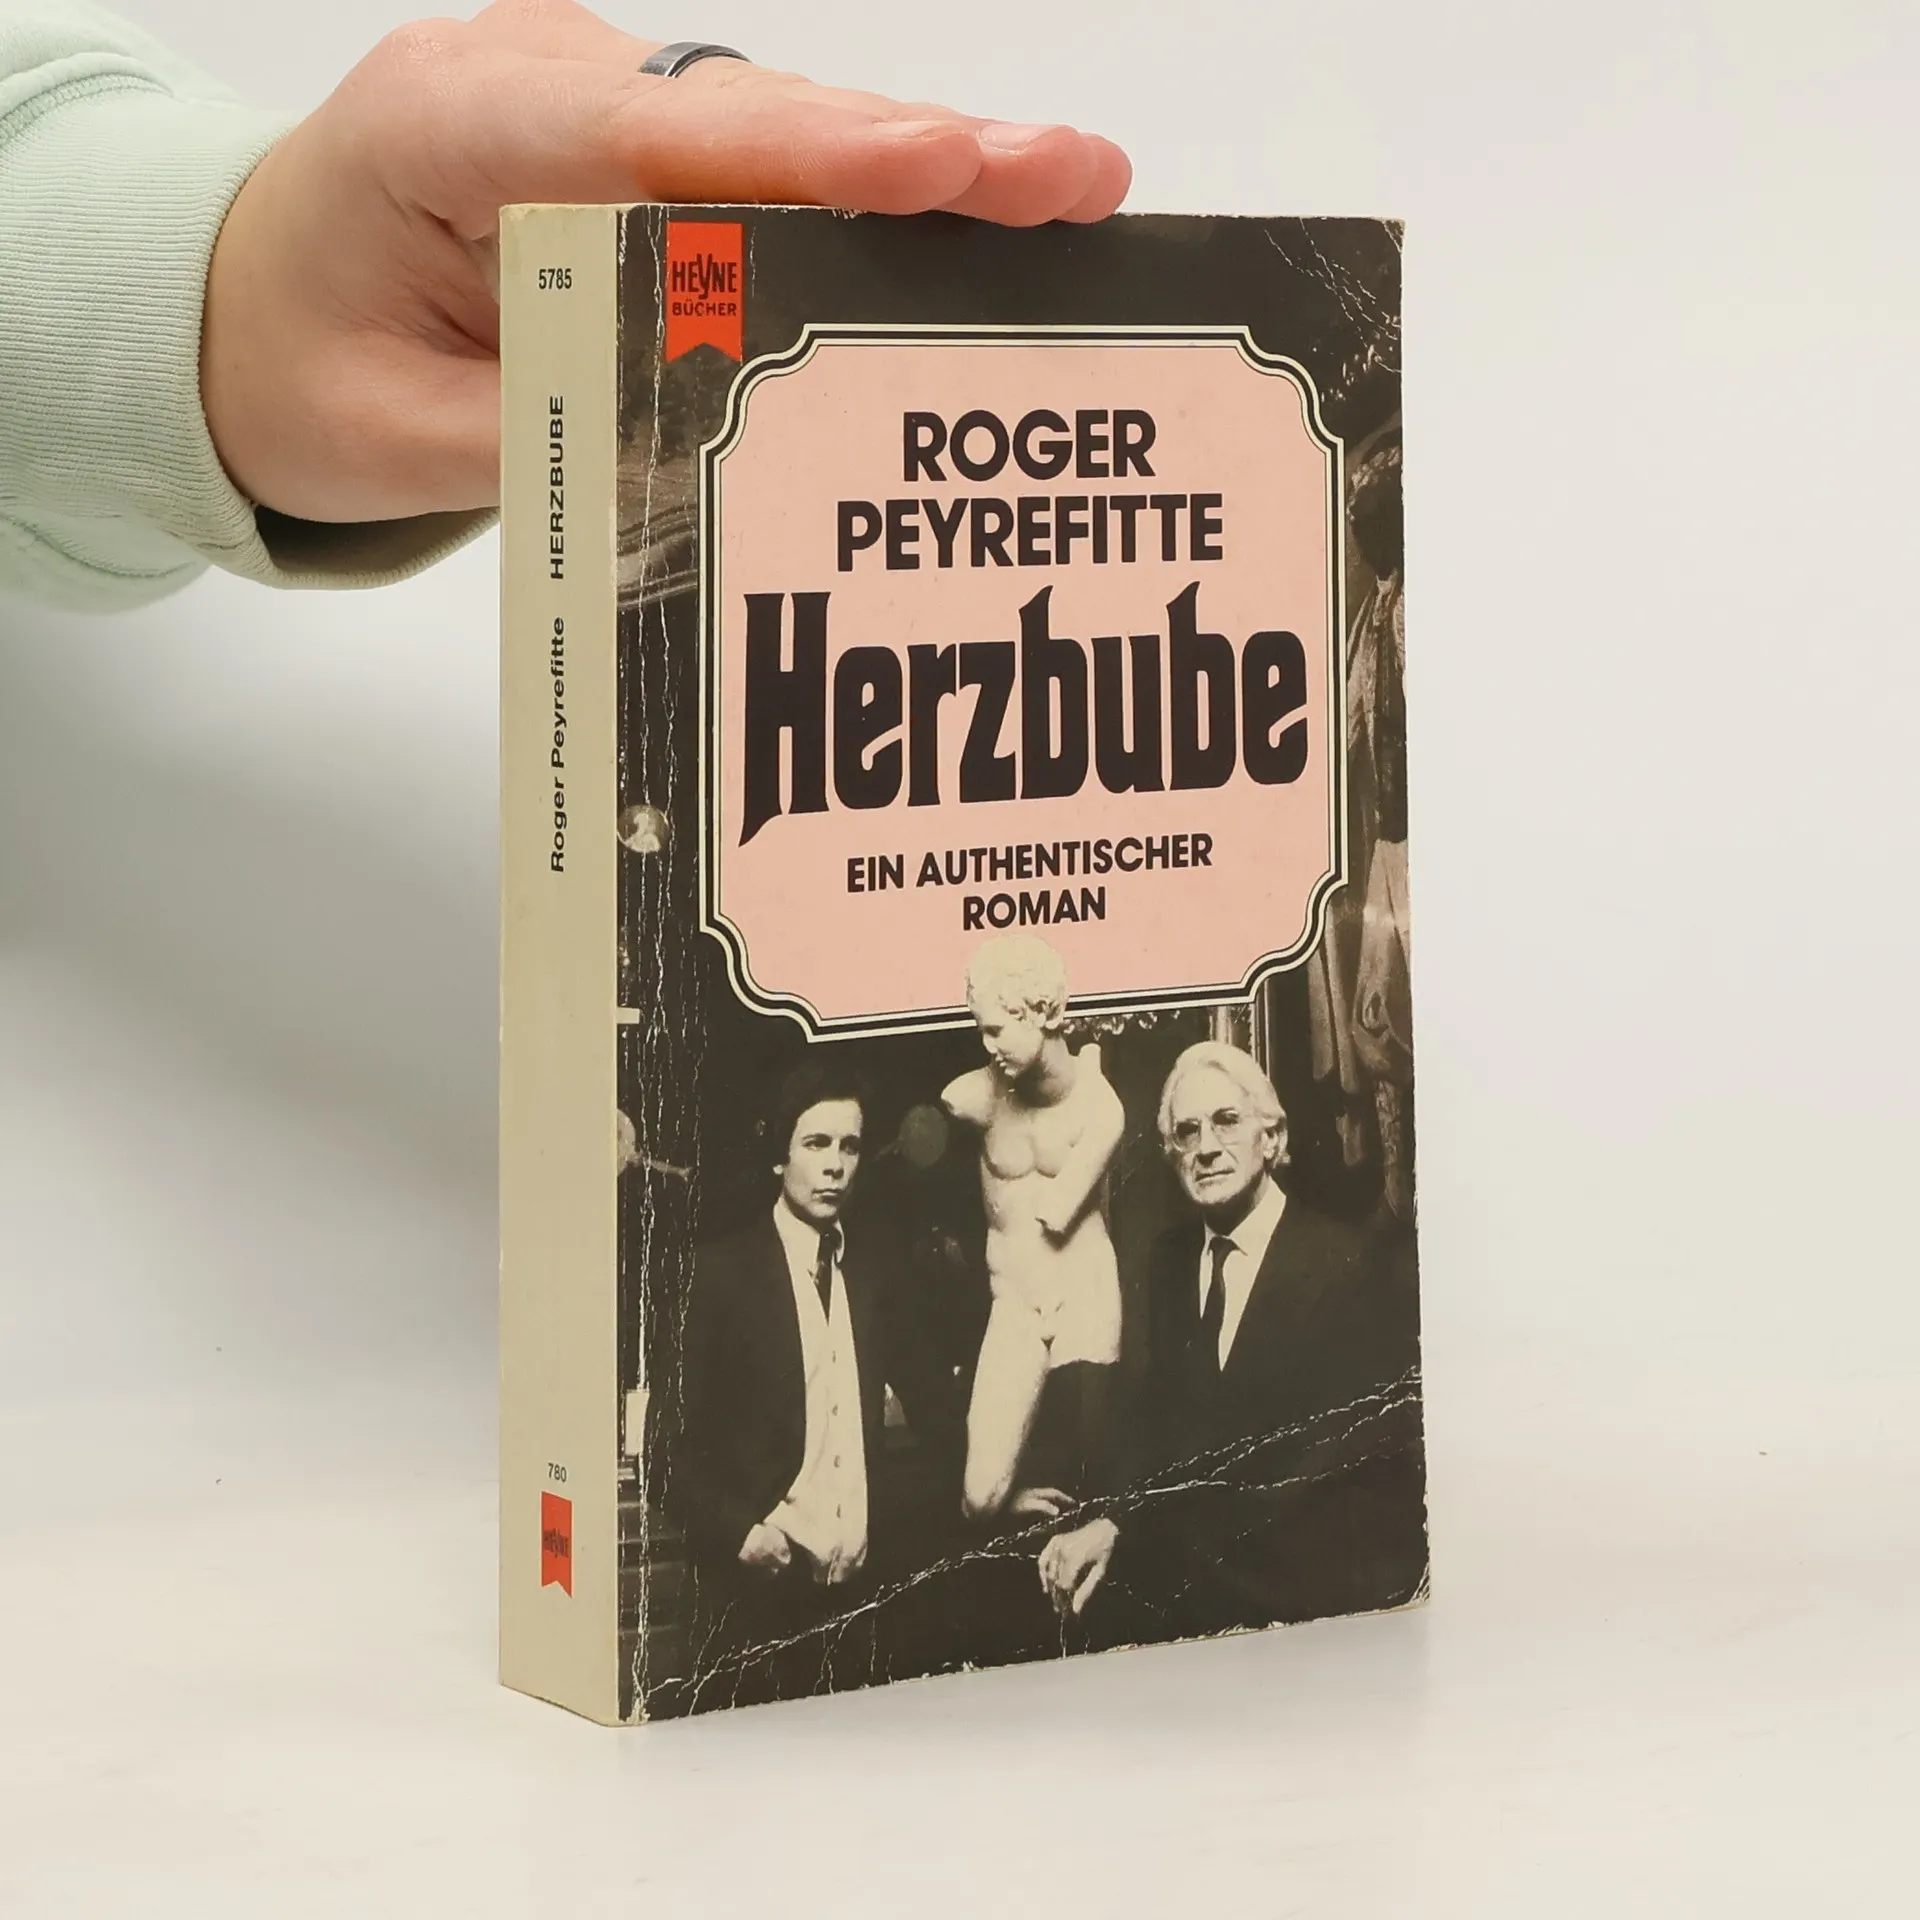 5785
Roger Peyrefitte HERZBUBE
780
HEYNE
HEYNE
BÜCHER
ROGER
PEYREFITTE
Herzbube
EIN AUTHENTISCHER
ROMAN